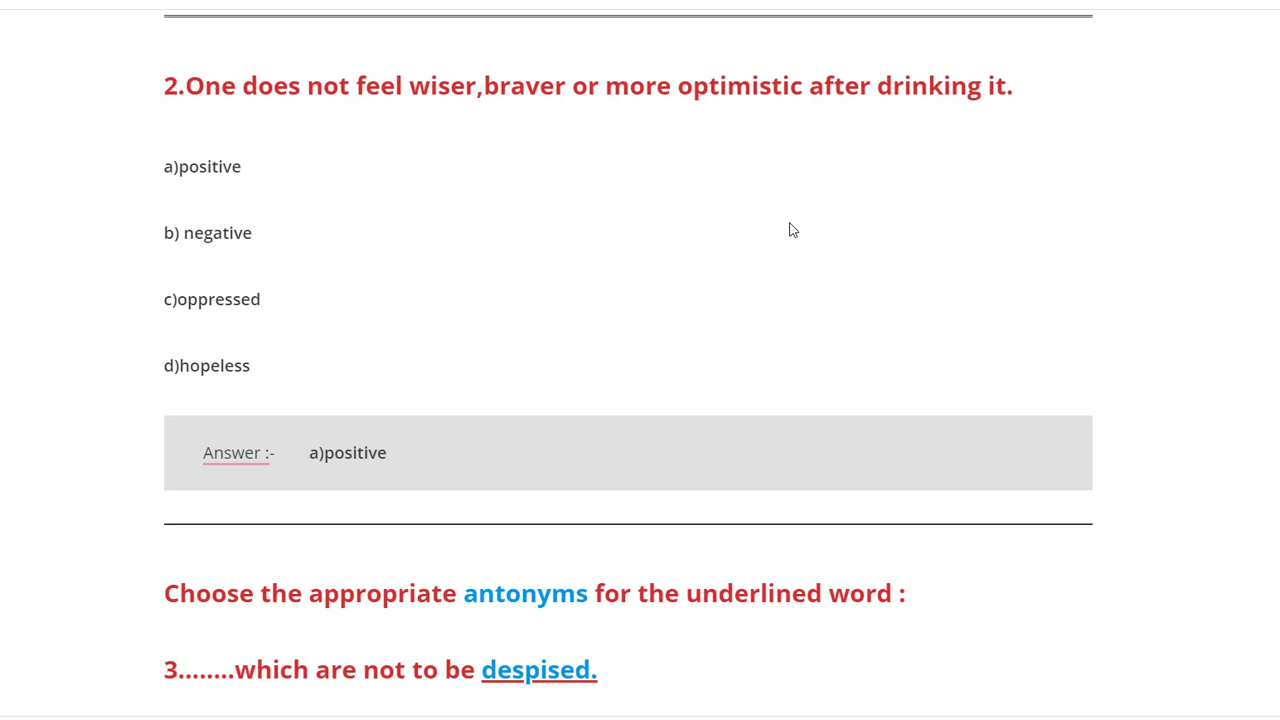 2.One does not feel wiser,braver or more optimistic after drinking it.
a)positive
b) negative
c)oppressed
d)hopeless
Answer :- a)positive
Choose the appropriate antonyms for the underlined word :
3........which are not to be despised.